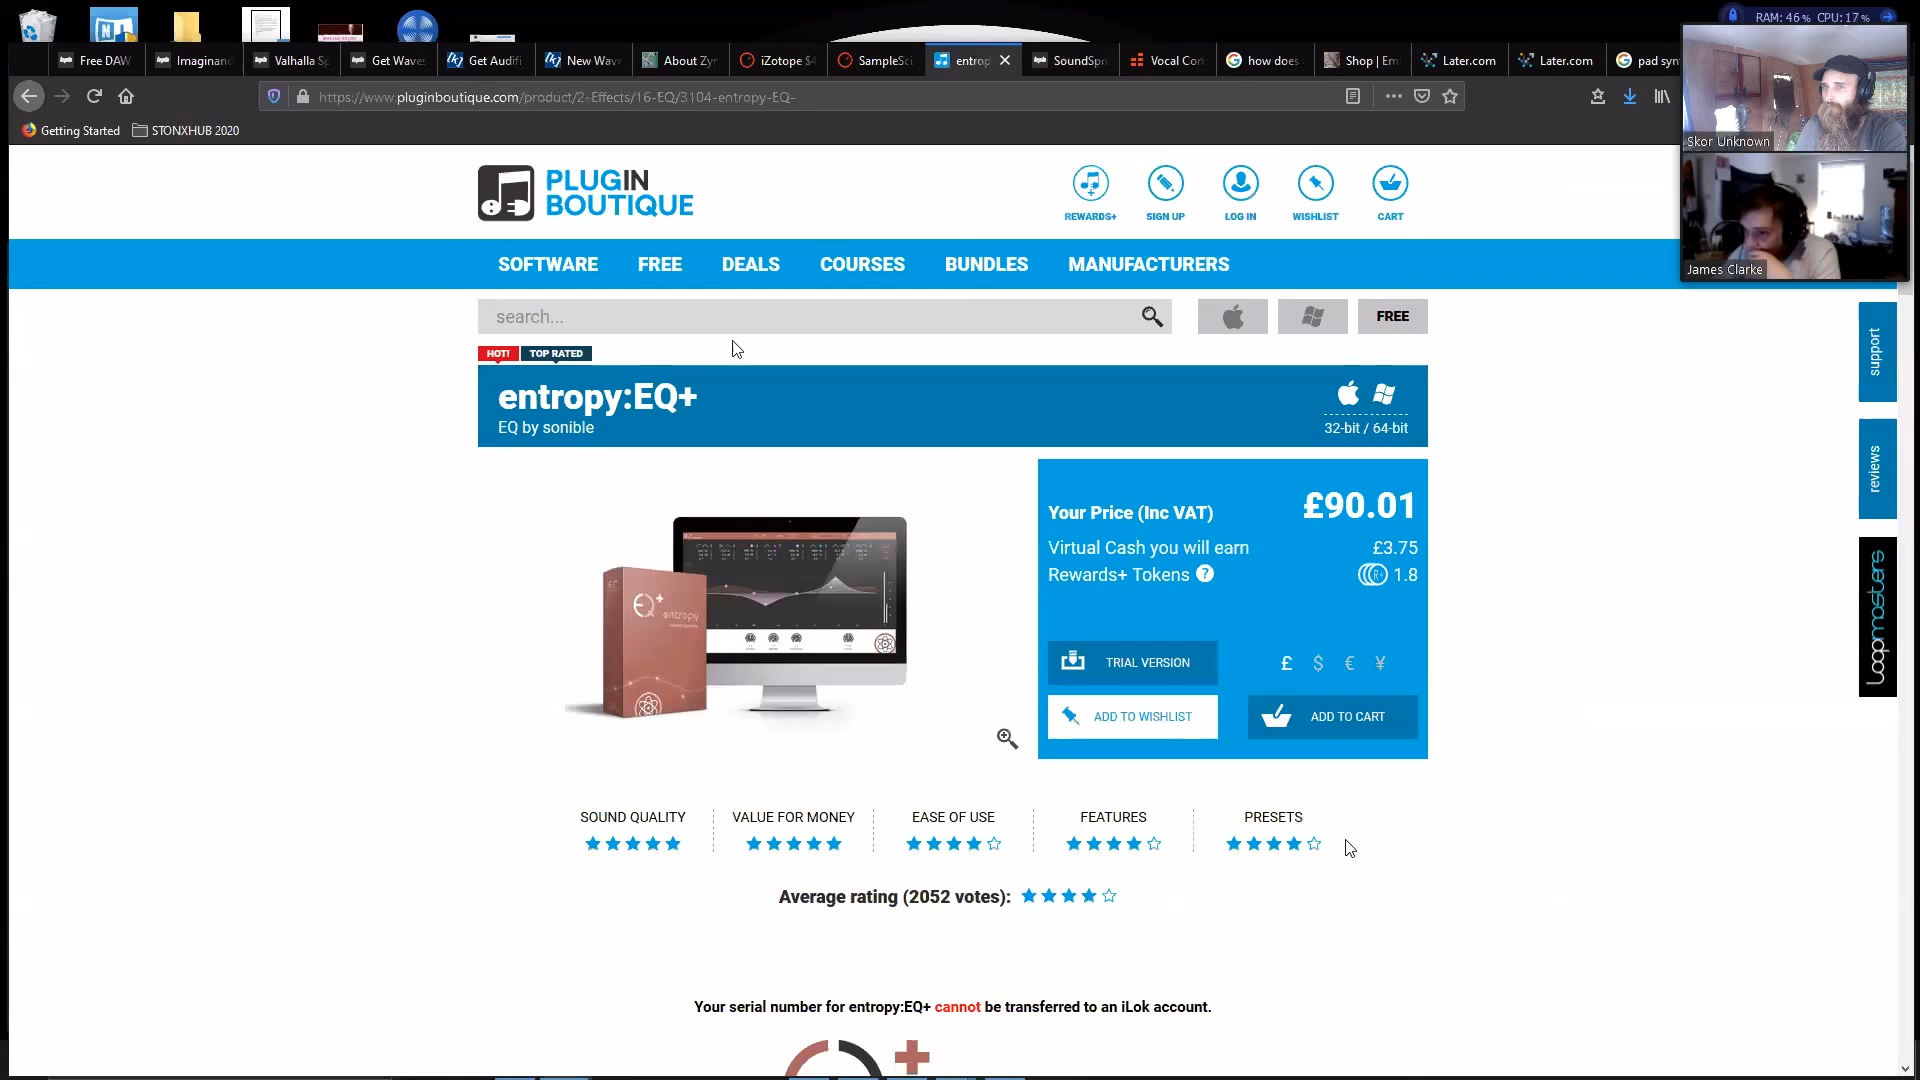 RAM: 46% CPU: 17%
Free DAW
Imaginand
Valhalla Sp
Get Waves
Get Audifi
New Wave
About Zyn
iZotope $4
SampleSci
entrop
SoundSpo
Vocal Con
how does
Shop | Em
Later.com
Later.com
pad syn
https://www.pluginboutique.com/product/2-Effects/16-EQ/3104-entropy-EQ-
Getting Started
STONXHUB 2020
Skor Unknown
James Clarke
PLUGIN
BOUTIQUE
REWARDS+
SIGN UP
LOG IN
WISHLIST
CART
SOFTWARE
FREE
DEALS
COURSES
BUNDLES
MANUFACTURERS
search...
FREE
HOT!
TOP RATED
entropy:EQ+
EQ by sonible
32-bit / 64-bit
support
reviews
Loopmasters
EQ+
entropy
Your Price (Inc VAT)
£90.01
Virtual Cash you will earn
£3.75
Rewards+ Tokens ?
R+ 1.8
TRIAL VERSION
£ $ € ¥
ADD TO WISHLIST
ADD TO CART
SOUND QUALITY
VALUE FOR MONEY
EASE OF USE
FEATURES
PRESETS
Average rating (2052 votes):
Your serial number for entropy:EQ+ cannot be transferred to an iLok account.